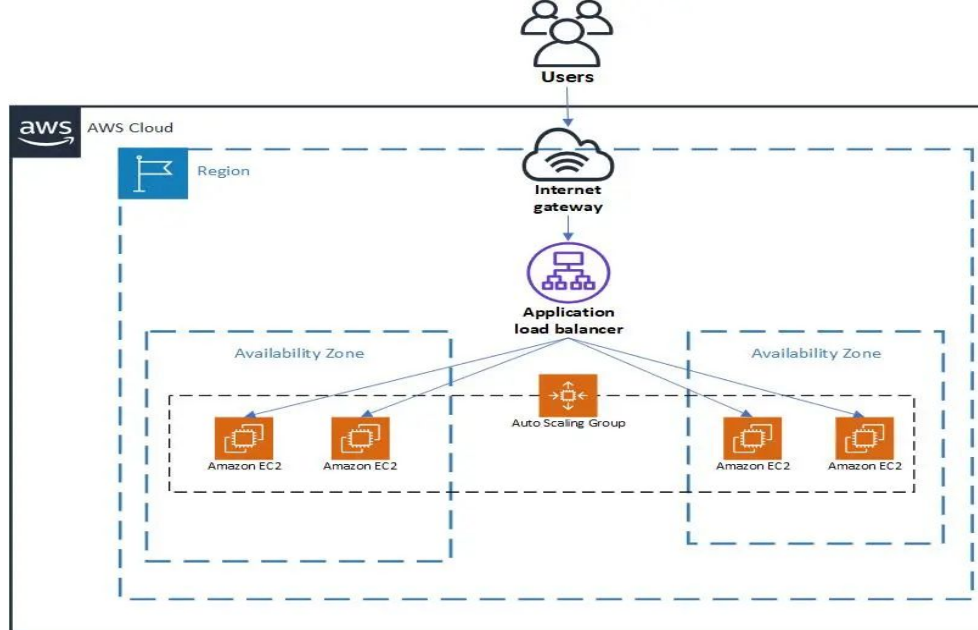 Users
aws
AWS Cloud
Region
Internet
gateway
Application
load balancer
Availability Zone
Availability Zone
Auto Scaling Group
Amazon EC2
Amazon EC2
Amazon EC2
Amazon EC2